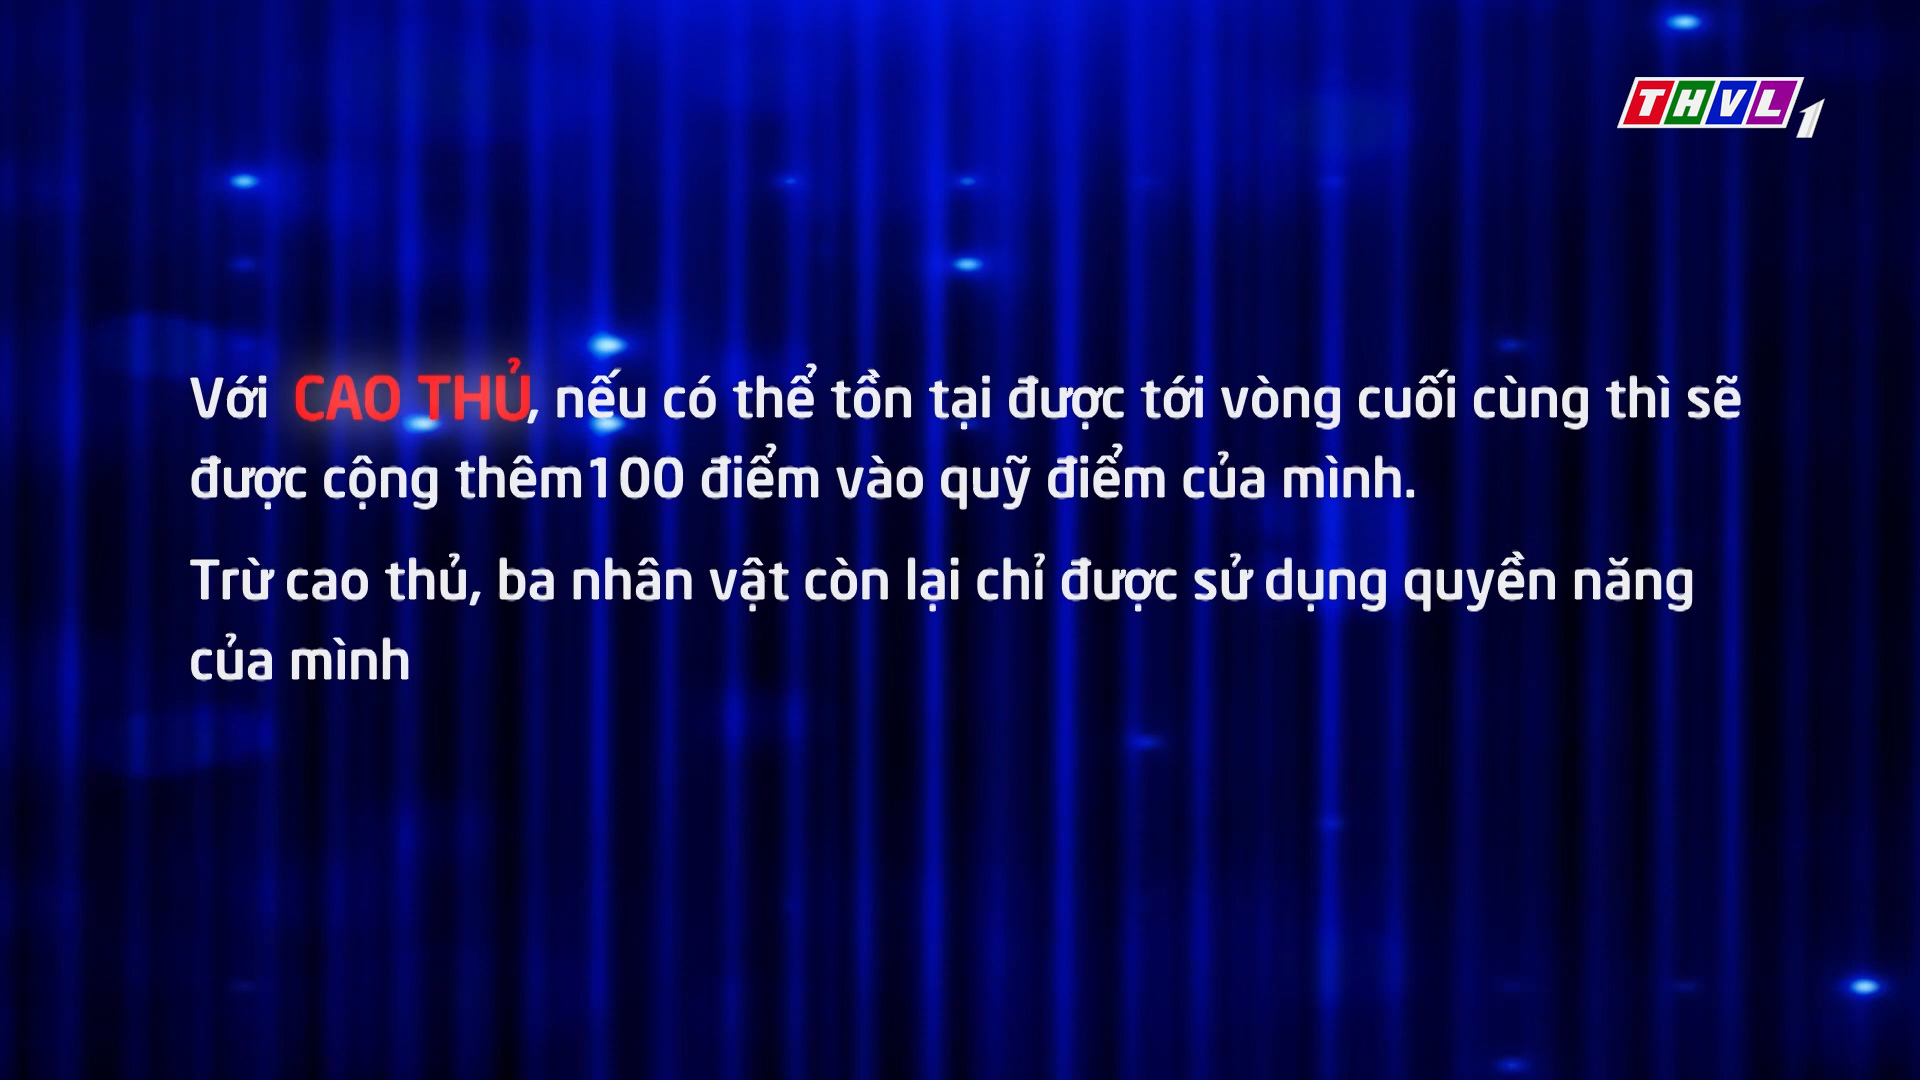 THVL1
Với CAO THỦ, nếu có thể tồn tại được tới vòng cuối cùng thì sẽ
được cộng thêm100 điểm vào quỹ điểm của mình.
Trừ cao thủ, ba nhân vật còn lại chỉ được sử dụng quyền năng
của mình